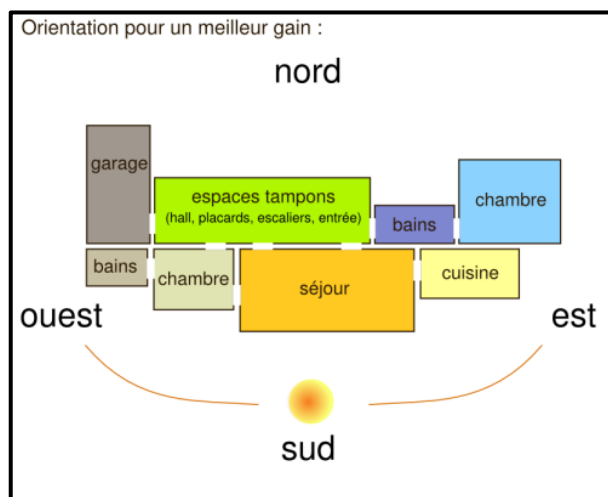 Orientation pour un meilleur gain :
nord
garage
espaces tampons
(hall, placards, escaliers, entrée)
bains
chambre
bains
chambre
séjour
cuisine
ouest
est
sud